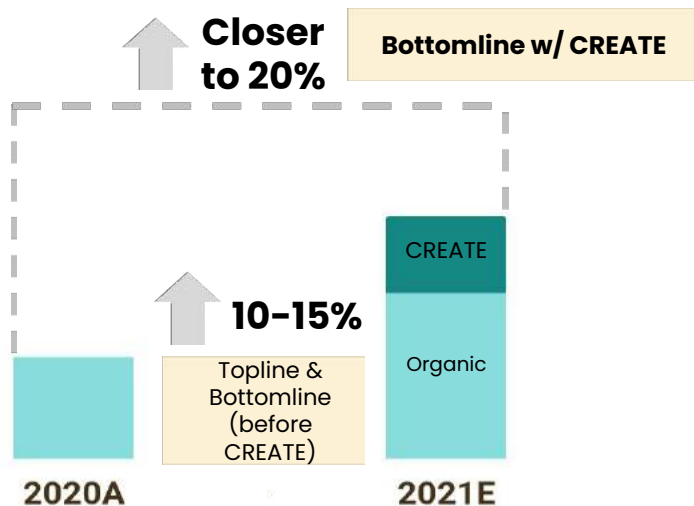 Closer
to 20%
Bottomline w/ CREATE
CREATE
10-15%
Organic
Topline &
Bottomline
(before
CREATE)
2020A
2021E